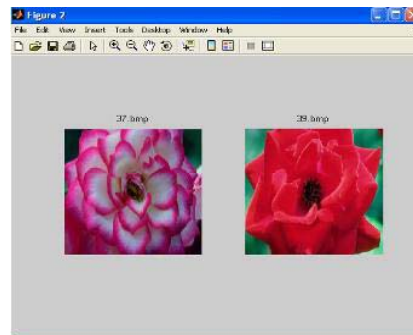 Figure 2
File Edit View Insert Tools Desktop Window Help
37.bmp 39.bmp